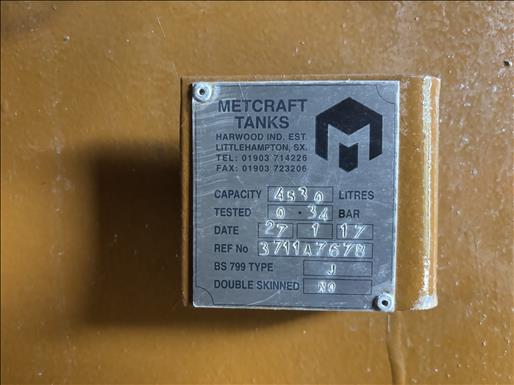 METCRAFT
TANKS
HARWOOD IND. EST.
LITTLEHAMPTON, SX.
TEL: 01903 714226
FAX: 01903 723206
CAPACITY 4530 LITRES
TESTED 0.34 BAR
DATE 27 1 17
REF No 3711A7678
BS 799 TYPE J
DOUBLE SKINNED NO